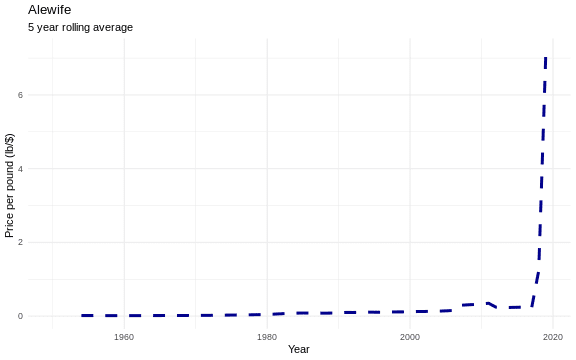 Alewife
5 year rolling average
Price per pound (lb/$)
6
4
2
0
1960
1980
2000
2020
Year